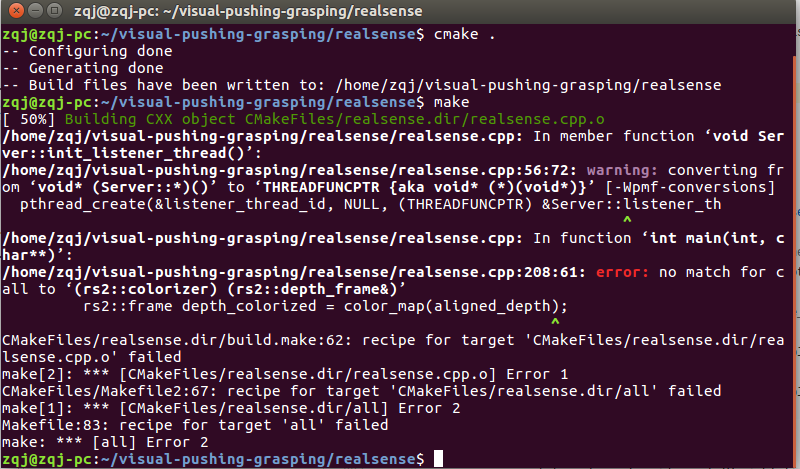 zqj@zqj-pc: ~/visual-pushing-grasping/realsense
zqj@zqj-pc:~/visual-pushing-grasping/realsense$ cmake .
-- Configuring done
-- Generating done
-- Build files have been written to: /home/zqj/visual-pushing-grasping/realsense
zqj@zqj-pc:~/visual-pushing-grasping/realsense$ make
[ 50%] Building CXX object CMakeFiles/realsense.dir/realsense.cpp.o
/home/zqj/visual-pushing-grasping/realsense/realsense.cpp: In member function ‘void Ser
ver::init_listener_thread()’:
/home/zqj/visual-pushing-grasping/realsense/realsense.cpp:56:72: warning: converting fr
om ‘void* (Server::*)()’ to ‘THREADFUNCPTR {aka void* (*)(void*)}’ [-Wpmf-conversions]
pthread_create(&listener_thread_id, NULL, (THREADFUNCPTR) &Server::listener_th
^
/home/zqj/visual-pushing-grasping/realsense/realsense.cpp: In function ‘int main(int, c
har**)’:
/home/zqj/visual-pushing-grasping/realsense/realsense.cpp:208:61: error: no match for c
all to ‘(rs2::colorizer) (rs2::depth_frame&)’
rs2::frame depth_colorized = color_map(aligned_depth);
^
CMakeFiles/realsense.dir/build.make:62: recipe for target 'CMakeFiles/realsense.dir/rea
lsense.cpp.o' failed
make[2]: *** [CMakeFiles/realsense.dir/realsense.cpp.o] Error 1
CMakeFiles/Makefile2:67: recipe for target 'CMakeFiles/realsense.dir/all' failed
make[1]: *** [CMakeFiles/realsense.dir/all] Error 2
Makefile:83: recipe for target 'all' failed
make: *** [all] Error 2
zqj@zqj-pc:~/visual-pushing-grasping/realsense$